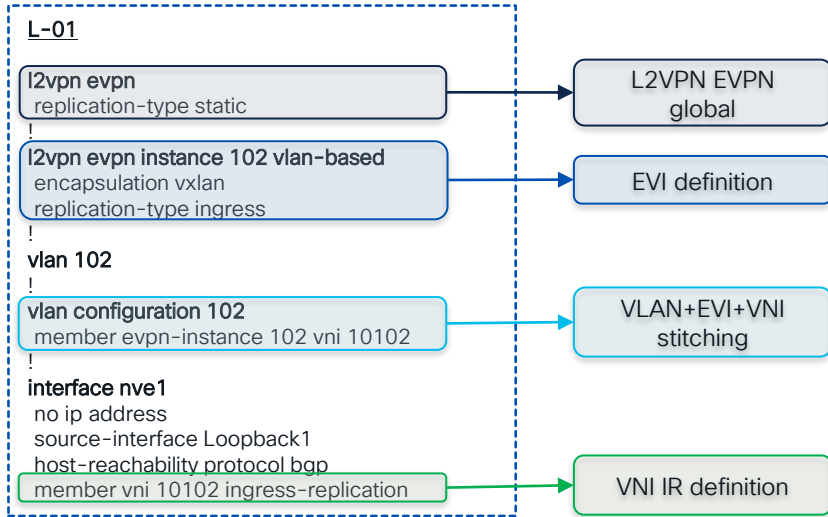 L-01
l2vpn evpn
replication-type static
!
l2vpn evpn instance 102 vlan-based
encapsulation vxlan
replication-type ingress
!
vlan 102
!
vlan configuration 102
member evpn-instance 102 vni 10102
!
interface nve1
no ip address
source-interface Loopback1
host-reachability protocol bgp
member vni 10102 ingress-replication
L2VPN EVPN
global
EVI definition
VLAN+EVI+VNI
stitching
VNI IR definition